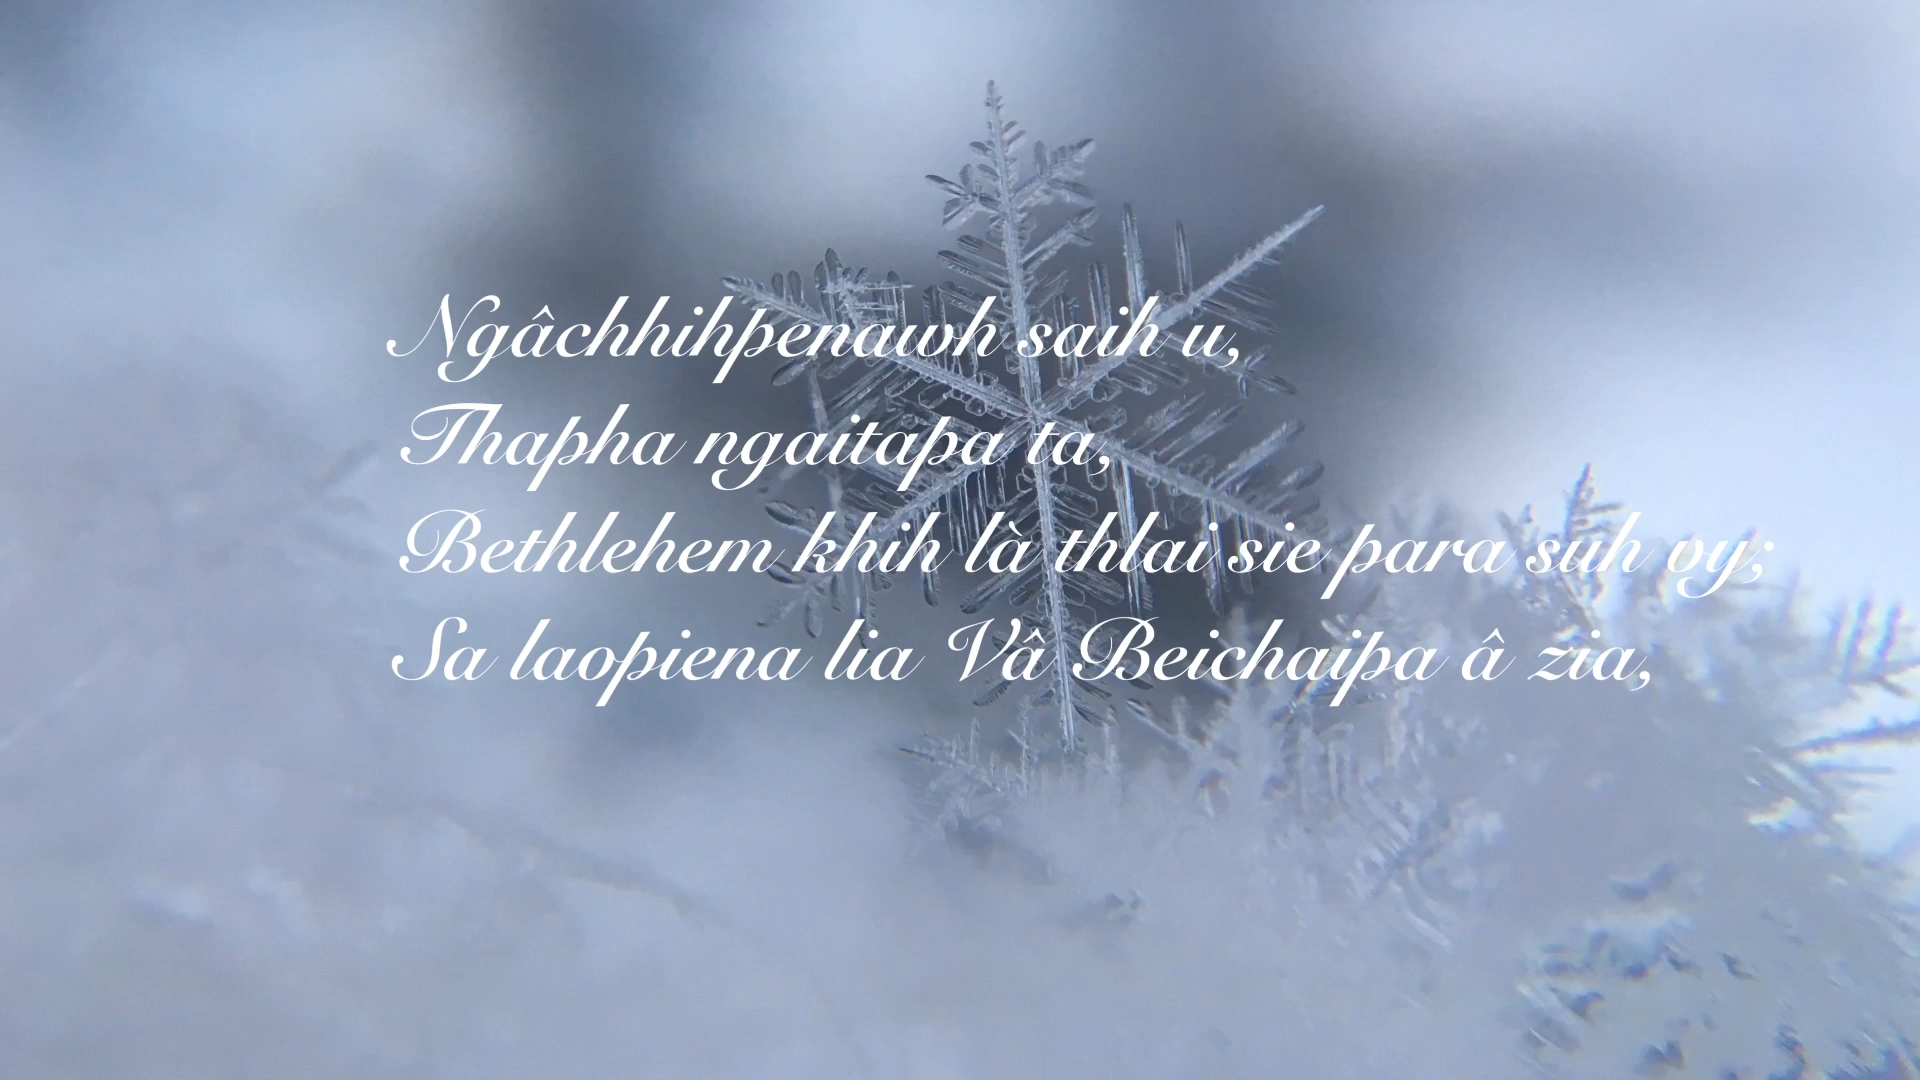 Ngâchhihpenawh saih u,
Thapha ngaitapa ta,
Bethlehem khih là thlai sie para suh vy;
Sa laopiena lia Vâ Beichaipa â zia,